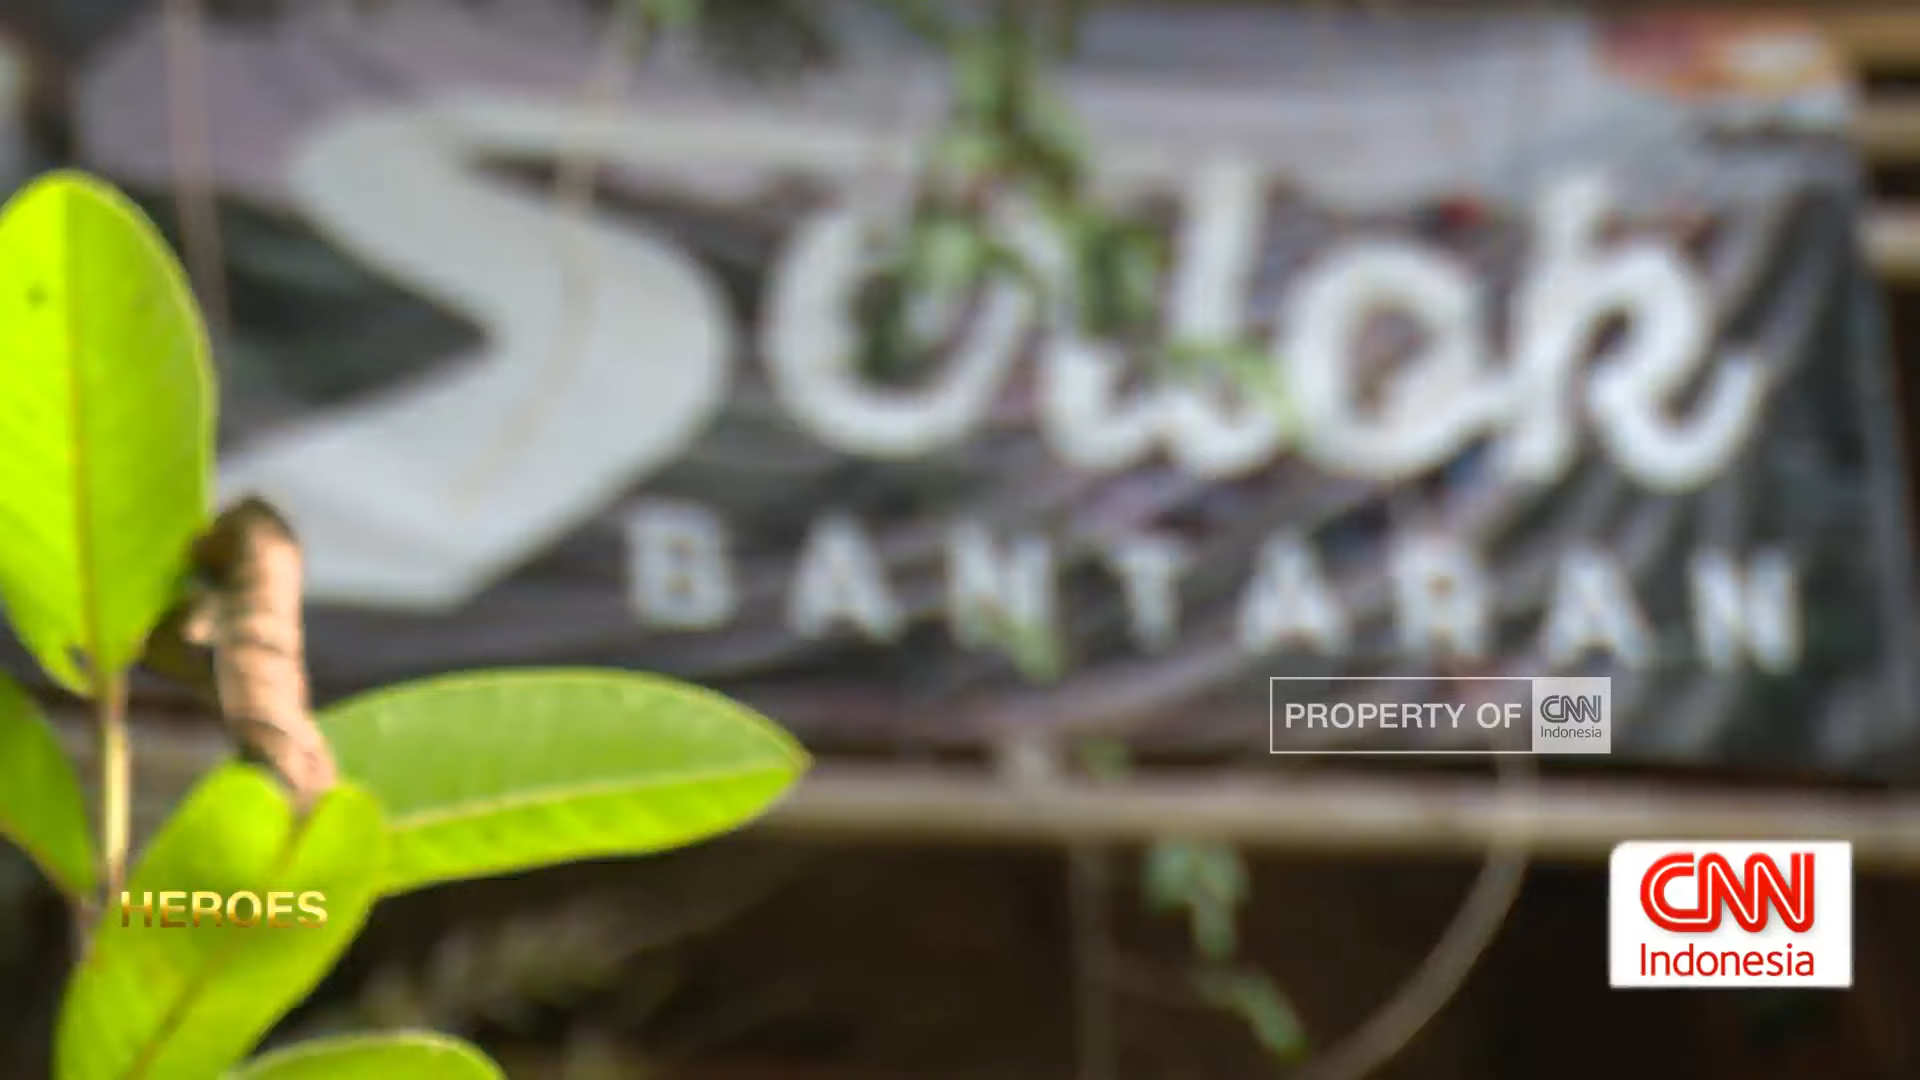 BANTARAN
PROPERTY OF CNN Indonesia
HEROES
CNN
Indonesia